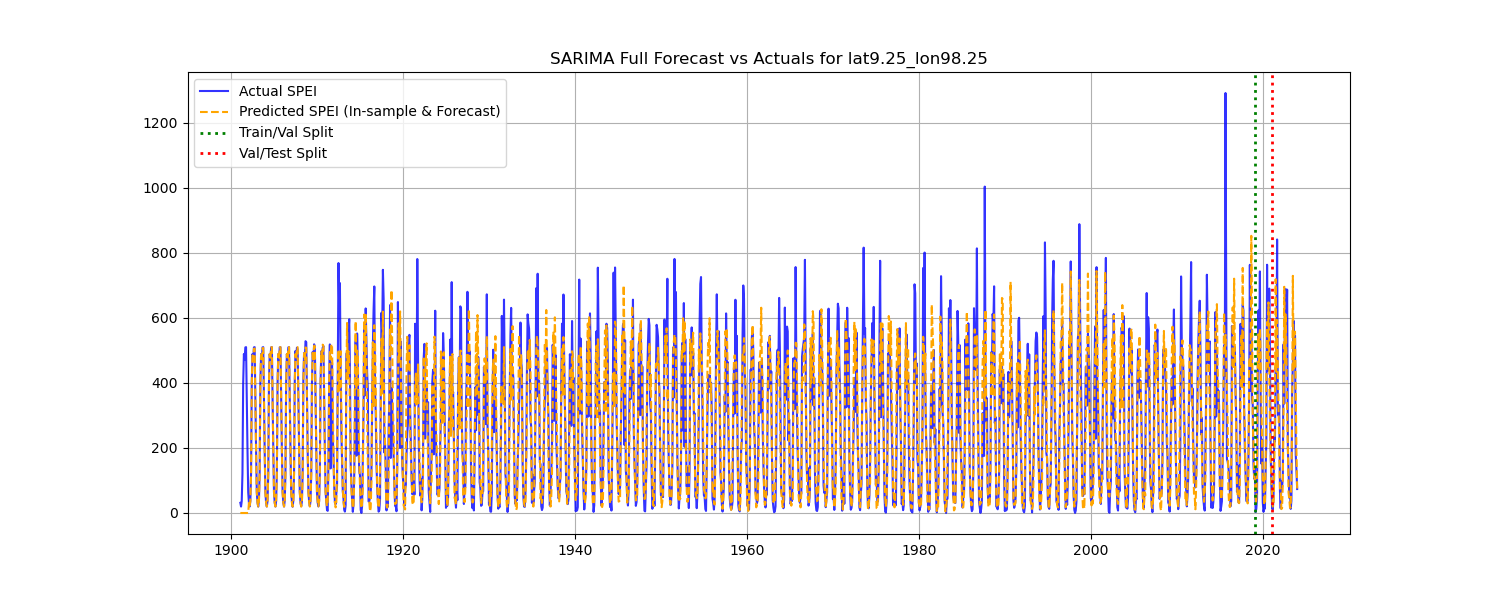 SARIMA Full Forecast vs Actuals for lat9.25_lon98.25
Actual SPEI
Predicted SPEI (In-sample & Forecast)
Train/Val Split
Val/Test Split
1200
1000
800
600
400
200
0
1900 1920 1940 1960 1980 2000 2020